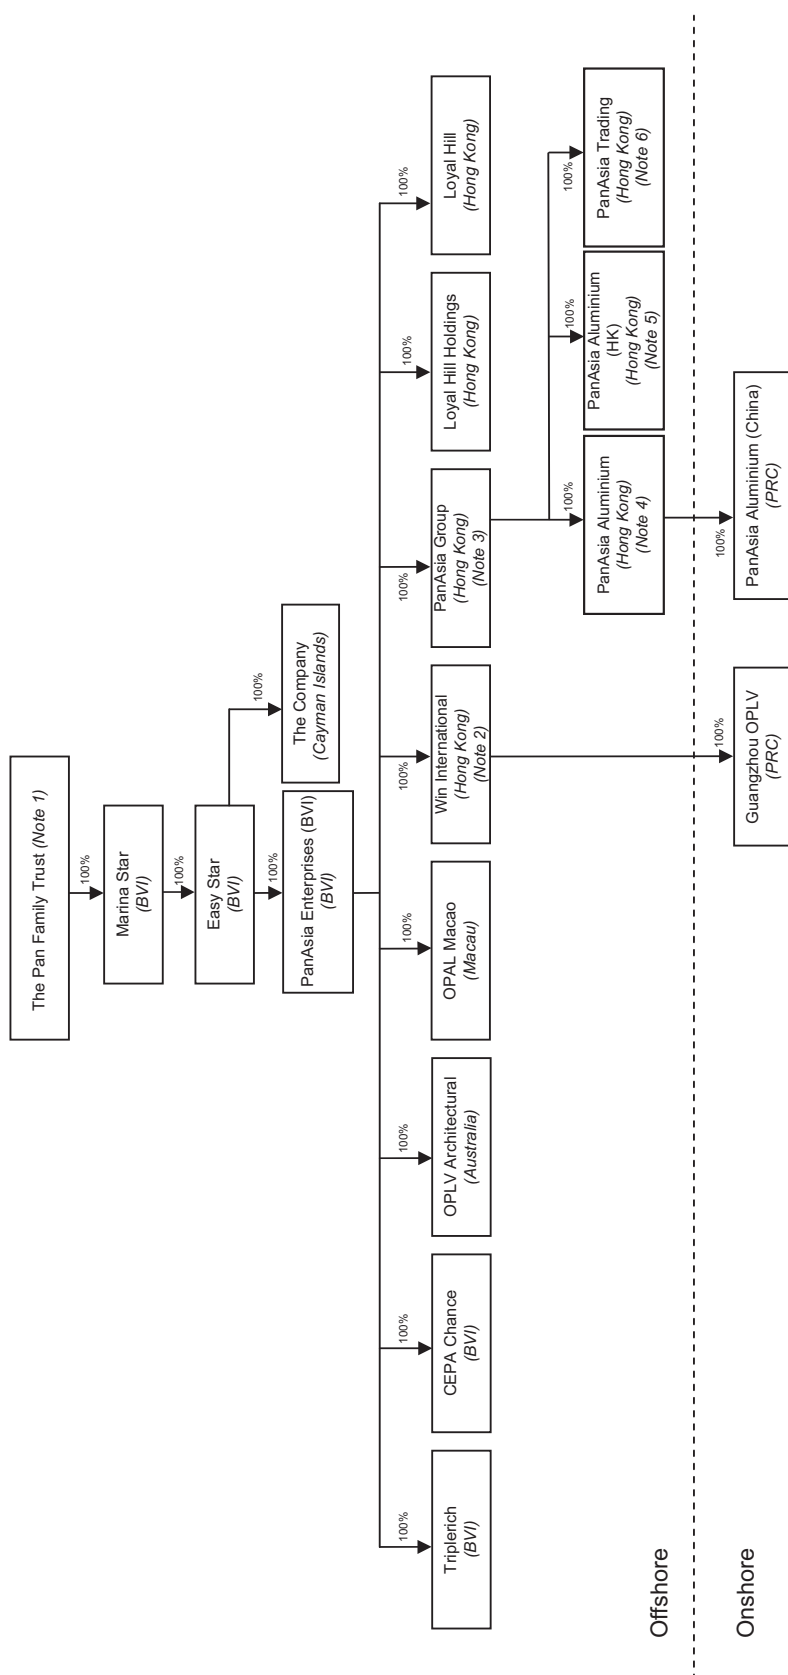 The Pan Family Trust (Note 1)
100%
Marina Star
(BVI)
100%
Easy Star
(BVI)
100%
100%
PanAsia Enterprises (BVI)
(BVI)
The Company
(Cayman Islands)
100%
100%
100%
100%
100%
100%
100%
100%
Triplerich
(BVI)
CEPA Chance
(BVI)
OPLV Architectural
(Australia)
OPAL Macao
(Macau)
Win International
(Hong Kong)
(Note 2)
PanAsia Group
(Hong Kong)
(Note 3)
Loyal Hill Holdings
(Hong Kong)
Loyal Hill
(Hong Kong)
100%
100%
100%
PanAsia Aluminium
(Hong Kong)
(Note 4)
PanAsia Aluminium
(HK)
(Hong Kong)
(Note 5)
PanAsia Trading
(Hong Kong)
(Note 6)
Offshore
Onshore
100%
100%
Guangzhou OPLV
(PRC)
PanAsia Aluminium (China)
(PRC)